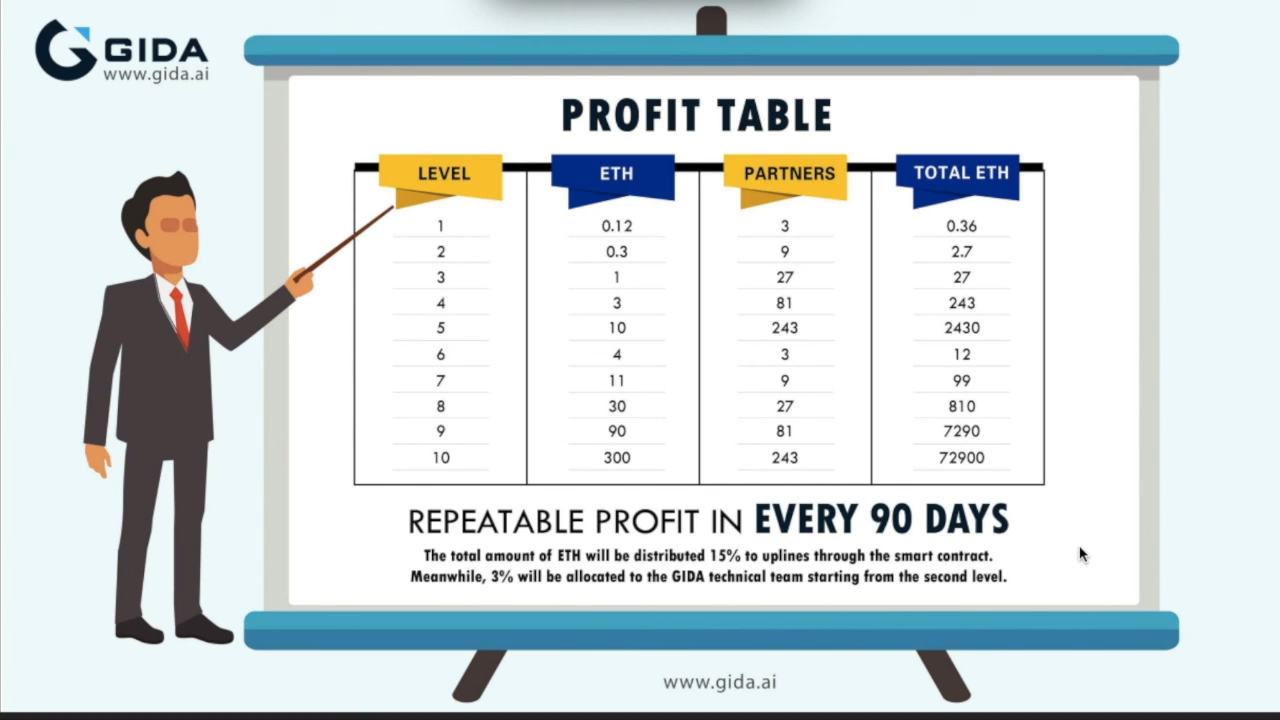 GIDA
www.gida.ai
PROFIT TABLE
LEVEL ETH PARTNERS TOTAL ETH
1 0.12 3 0.36
2 0.3 9 2.7
3 1 27 27
4 3 81 243
5 10 243 2430
6 4 3 12
7 11 9 99
8 30 27 810
9 90 81 7290
10 300 243 72900
REPEATABLE PROFIT IN EVERY 90 DAYS
The total amount of ETH will be distributed 15% to uplines through the smart contract.
Meanwhile, 3% will be allocated to the GIDA technical team starting from the second level.
www.gida.ai